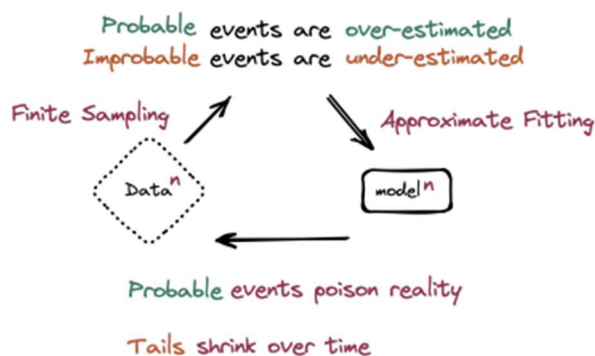 Probable events are over-estimated
Improbable events are under-estimated
Finite Sampling
Approximate Fitting
Data^n
model^n
Probable events poison reality
Tails shrink over time